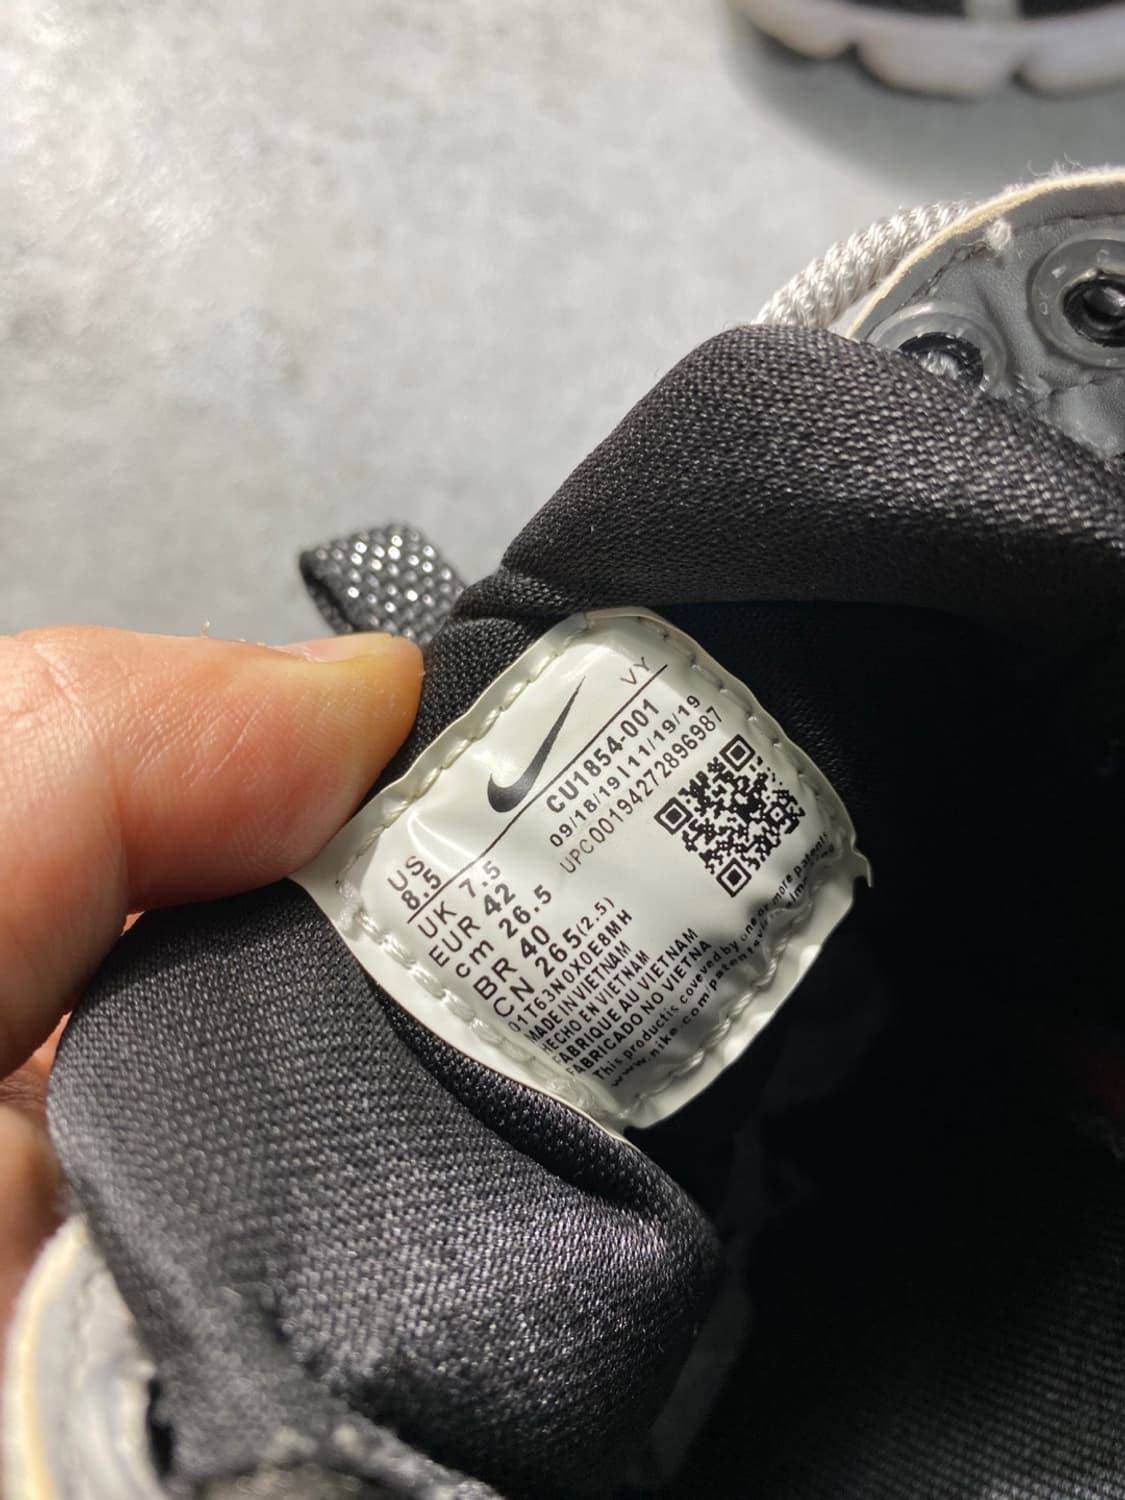 VY
CU1854-001
09/18/19 | 11/19/19
UPC00194272896987
US 8.5
UK 7.5
EUR 42
cm 26.5
BR 40
CN 265(2.5)
01T63N0X0E8MH
MADE IN VIETNAM
HECHO EN VIETNAM
FABRIQUE AU VIETNAM
FABRICADO NO VIETNA
This product is covered by one or more patents
www.nike.com/patents